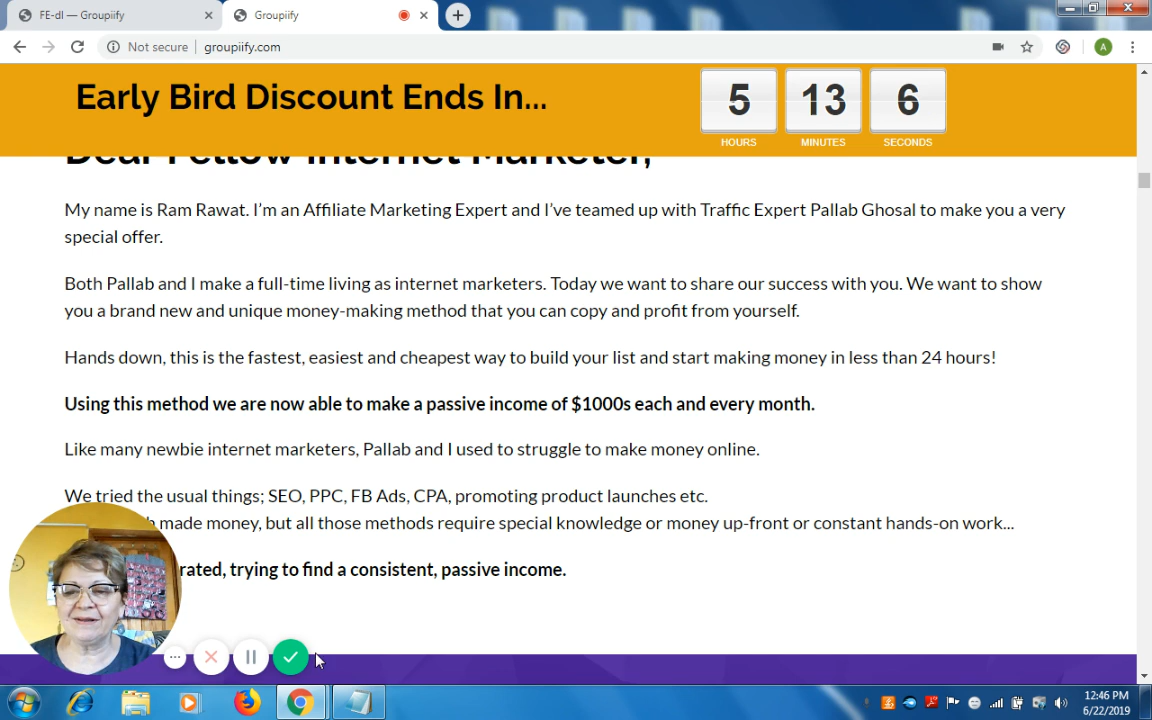 FE-dl — Groupiify
Groupiify
Not secure
groupiify.com
A
Early Bird Discount Ends In...
5
13
6
HOURS
MINUTES
SECONDS
Dear Fellow Internet Marketer,
My name is Ram Rawat. I'm an Affiliate Marketing Expert and I've teamed up with Traffic Expert Pallab Ghosal to make you a very
special offer.
Both Pallab and I make a full-time living as internet marketers. Today we want to share our success with you. We want to show
you a brand new and unique money-making method that you can copy and profit from yourself.
Hands down, this is the fastest, easiest and cheapest way to build your list and start making money in less than 24 hours!
Using this method we are now able to make a passive income of $1000s each and every month.
Like many newbie internet marketers, Pallab and I used to struggle to make money online.
We tried the usual things; SEO, PPC, FB Ads, CPA, promoting product launches etc.
made money, but all those methods require special knowledge or money up-front or constant hands-on work...
trying to find a consistent, passive income.
12:46 PM
6/22/2019